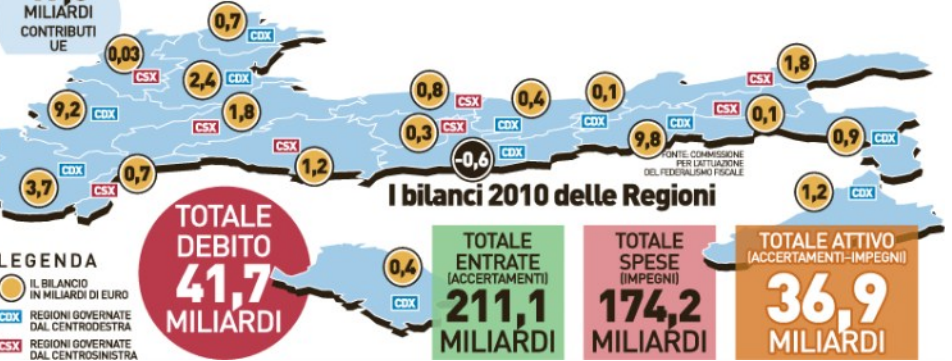 MILIARDI
CONTRIBUTI
UE
0,7
CDX
0,03
CSX
2,4
CDX
9,2
CDX
1,8
CSX
CSX
1,2
CDX
3,7
CSX
0,7
0,8
CSX
0,3
CSX
0,4
CDX
-0,6
CDX
0,1
CDX
9,8
CDX
CSX
1,8
CSX
0,1
0,9
CDX
1,2
CDX
0,4
CDX
FONTE: COMMISSIONE
PER L'ATTUAZIONE
DEL FEDERALISMO FISCALE
I bilanci 2010 delle Regioni
LEGENDA
IL BILANCIO
IN MILIARDI DI EURO
CDX REGIONI GOVERNATE
DAL CENTRODESTRA
CSX REGIONI GOVERNATE
DAL CENTROSINISTRA
TOTALE
DEBITO
41,7
MILIARDI
TOTALE
ENTRATE
(ACCERTAMENTI)
211,1
MILIARDI
TOTALE
SPESE
(IMPEGNI)
174,2
MILIARDI
TOTALE ATTIVO
(ACCERTAMENTI-IMPEGNI)
36,9
MILIARDI